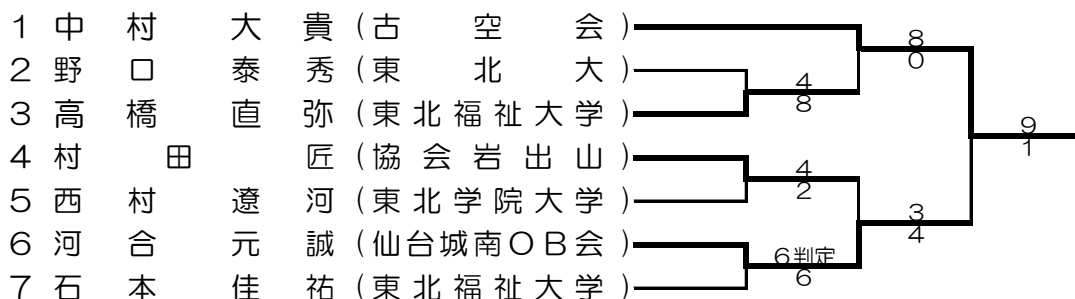 1 中村 大貴 (古空会)
2 野口 泰秀 (東北大)
3 高橋 直弥 (東北福祉大学)
4 村田 匠 (協会岩出山)
5 西村 遼河 (東北学院大学)
6 河合 元誠 (仙台城南OB会)
7 石本 佳祐 (東北福祉大学)
4
8
4
2
6判定
6
8
0
3
4
9
1